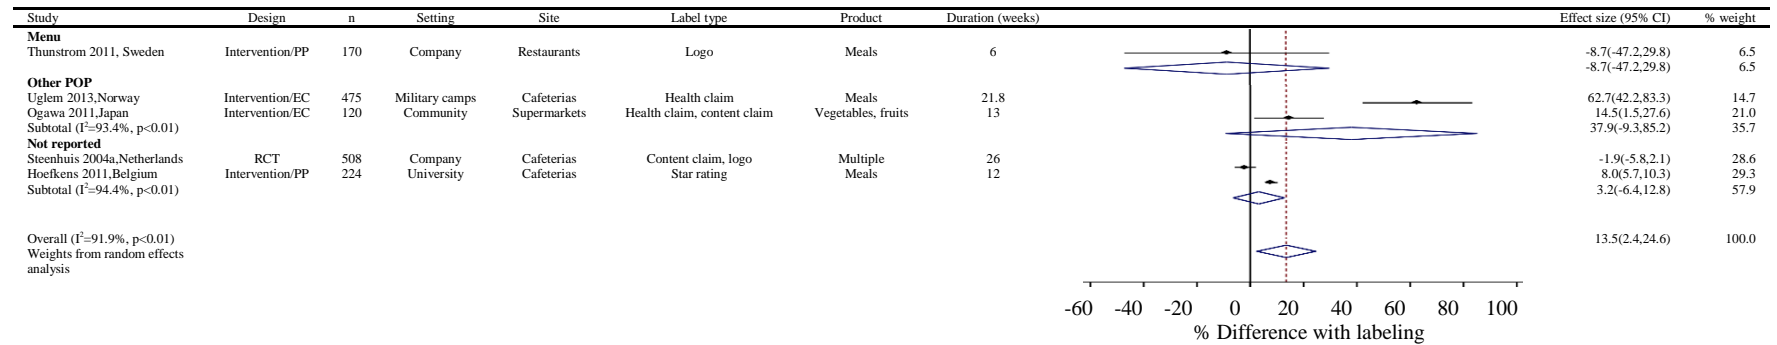 Study Design n Setting Site Label type Product Duration (weeks) Effect size (95% CI) % weight
Menu
Thunstrom 2011, Sweden Intervention/PP 170 Company Restaurants Logo Meals 6 -8.7(-47.2,29.8) 6.5
-8.7(-47.2,29.8) 6.5
Other POP
Uglem 2013,Norway Intervention/EC 475 Military camps Cafeterias Health claim Meals 21.8 62.7(42.2,83.3) 14.7
Ogawa 2011,Japan Intervention/EC 120 Community Supermarkets Health claim, content claim Vegetables, fruits 13 14.5(1.5,27.6) 21.0
Subtotal (I²=93.4%, p<0.01) 37.9(-9.3,85.2) 35.7
Not reported
Steenhuis 2004a,Netherlands RCT 508 Company Cafeterias Content claim, logo Multiple 26 -1.9(-5.8,2.1) 28.6
Hoefkens 2011,Belgium Intervention/PP 224 University Cafeterias Star rating Meals 12 8.0(5.7,10.3) 29.3
Subtotal (I²=94.4%, p<0.01) 3.2(-6.4,12.8) 57.9
Overall (I²=91.9%, p<0.01) 13.5(2.4,24.6) 100.0
Weights from random effects
analysis
-60 -40 -20 0 20 40 60 80 100
% Difference with labeling